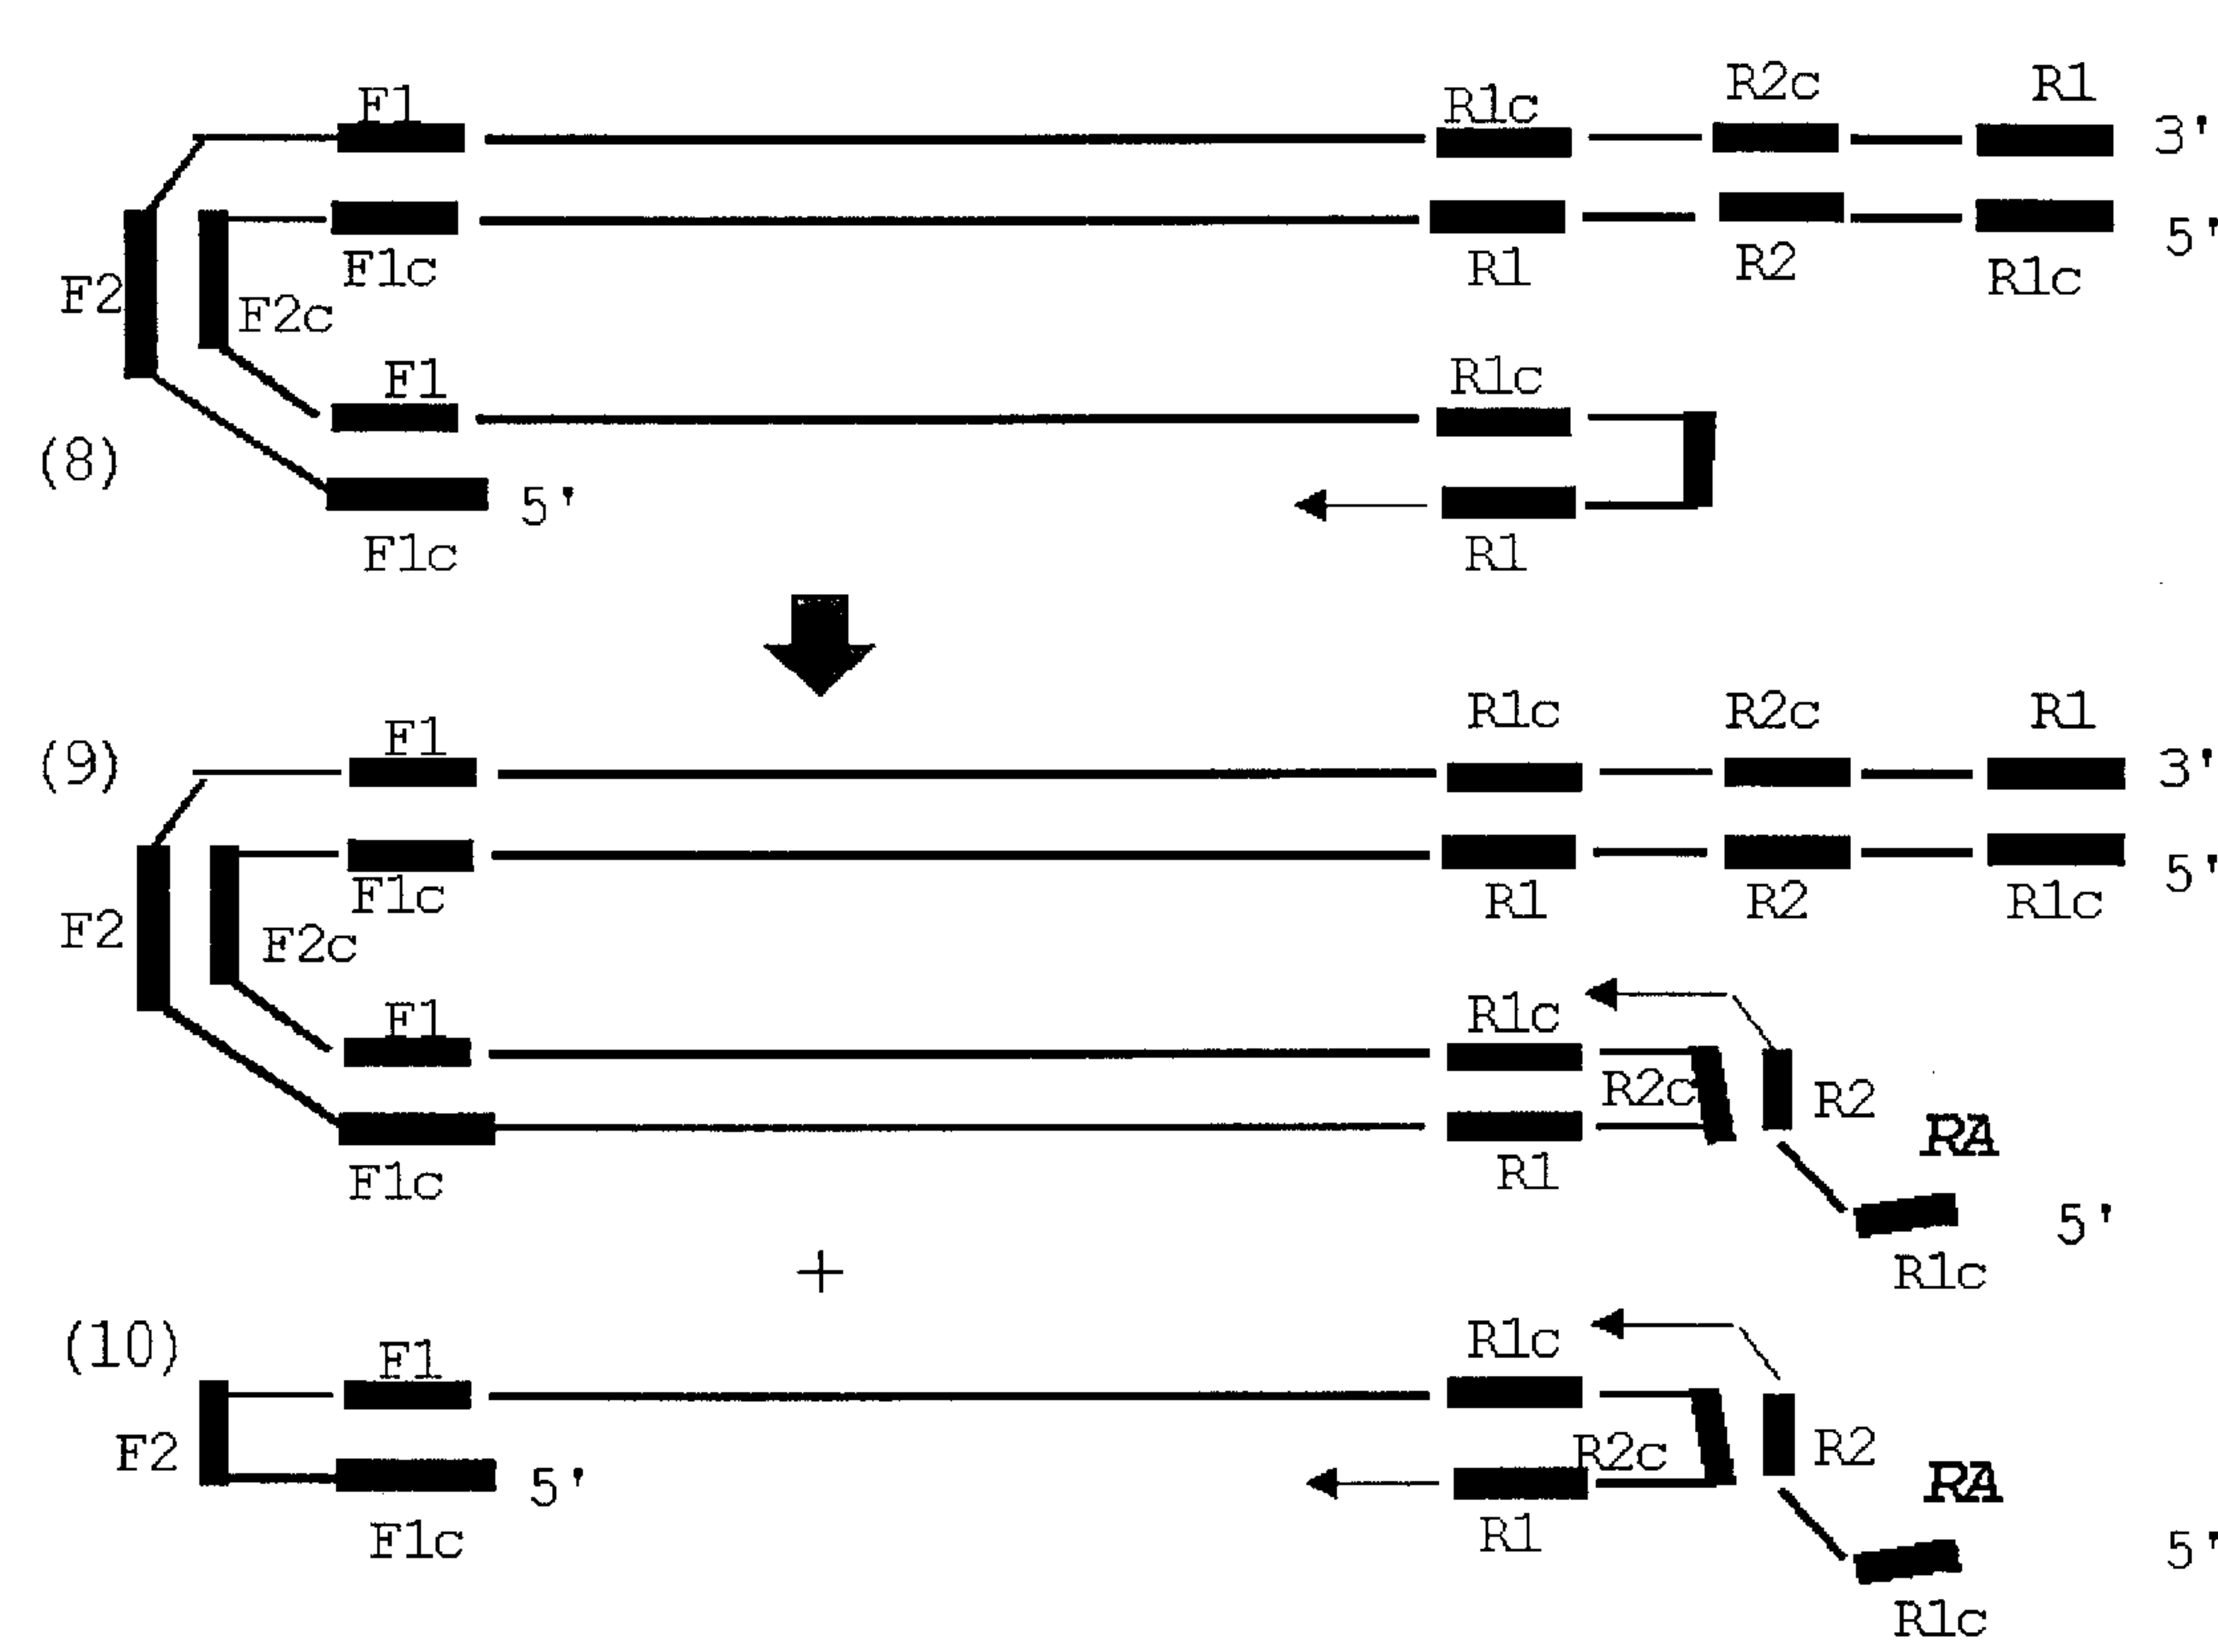 F1 R1c R2c R1 3'
F1c R1 R2 R1c 5'
F2 F2c
F1 R1c
(8)
5'
F1c R1
(9) F1 R1c R2c R1 3'
F1c R1 R2 R1c 5'
F2 F2c
F1 R1c
R2c R2
RA
F1c R1
5'
R1c
+
(10) F1 R1c
F2 R2c R2
RA
5'
F1c R1 5'
R1c